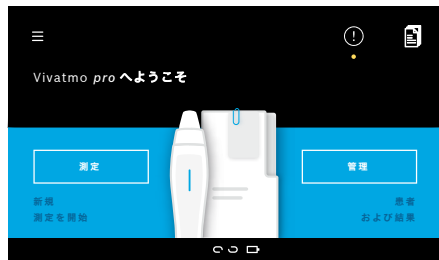 Vivatmo pro へようこそ
測定
管理
新規
測定を開始
患者
および結果